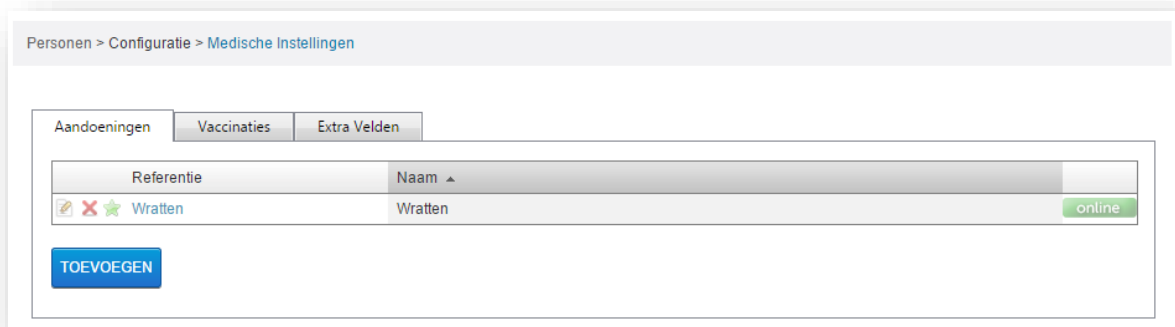 Personen > Configuratie > Medische Instellingen
Aandoeningen Vaccinaties Extra Velden
Referentie Naam
Wratten Wratten online
TOEVOEGEN